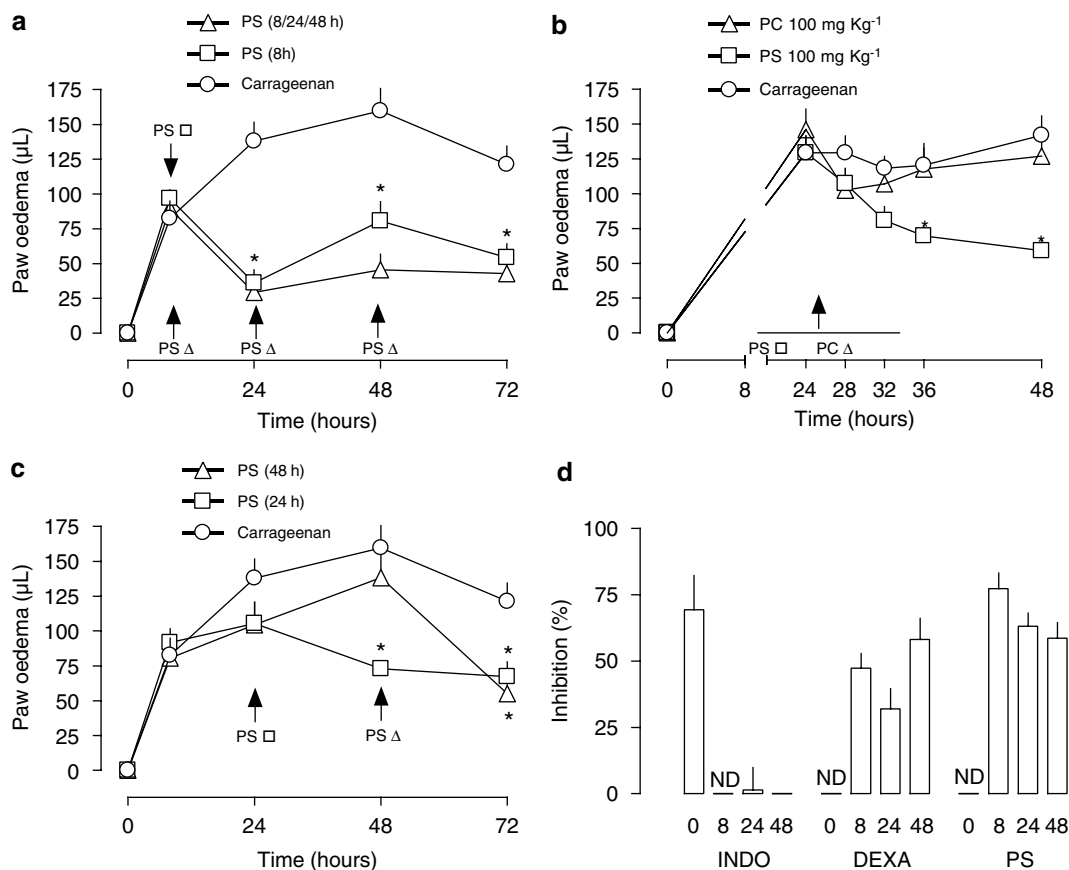 a
PS (8/24/48 h)
PS (8h)
Carrageenan
175
150
125
100
75
50
25
0
Paw oedema (µL)
PS □
*
*
*
PS Δ
PS Δ
PS Δ
0 24 48 72
Time (hours)
b
PC 100 mg Kg⁻¹
PS 100 mg Kg⁻¹
Carrageenan
175
150
125
100
75
50
25
0
Paw oedema (µL)
*
*
PS □ PC Δ
0 8 24 28 32 36 48
Time (hours)
c
PS (48 h)
PS (24 h)
Carrageenan
175
150
125
100
75
50
25
0
Paw oedema (µL)
*
*
*
PS □
PS Δ
0 24 48 72
Time (hours)
d
100
75
50
25
0
Inhibition (%)
ND
ND
ND
0 8 24 48 0 8 24 48 0 8 24 48
INDO DEXA PS